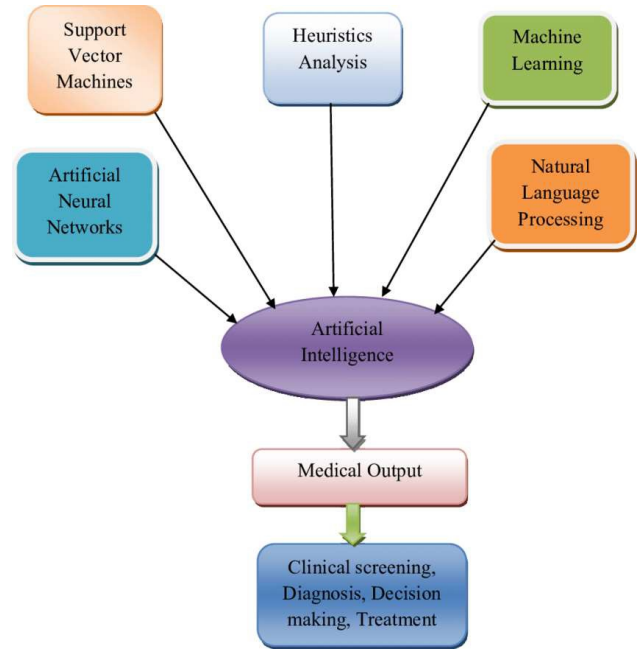 Support
Vector
Machines
Heuristics
Analysis
Machine
Learning
Artificial
Neural
Networks
Natural
Language
Processing
Artificial
Intelligence
Medical Output
Clinical screening,
Diagnosis, Decision
making, Treatment